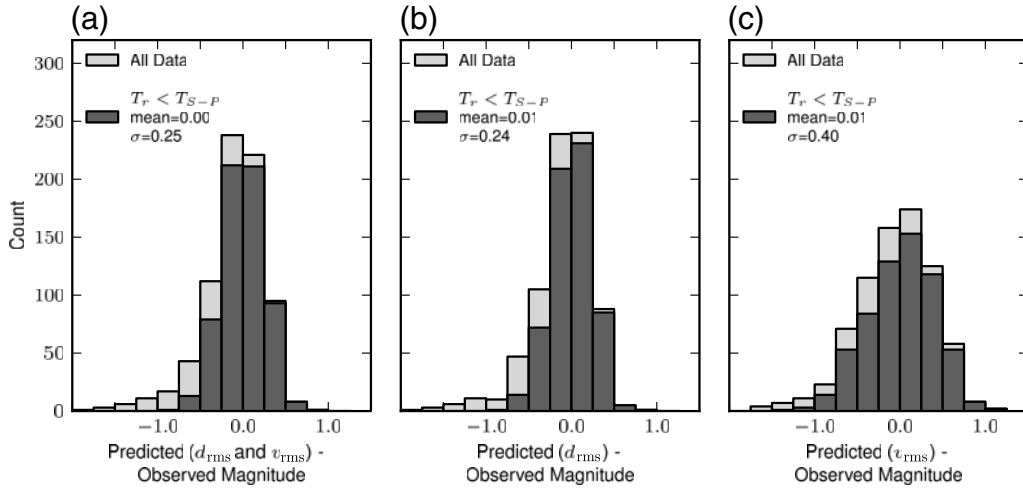 (a)
All Data
T_r < T_{S−P}
mean=0.00
σ=0.25
300
250
200
150
100
50
0
Count
−1.0 0.0 1.0
Predicted (d_rms and v_rms) -
Observed Magnitude
(b)
All Data
T_r < T_{S−P}
mean=0.01
σ=0.24
−1.0 0.0 1.0
Predicted (d_rms) -
Observed Magnitude
(c)
All Data
T_r < T_{S−P}
mean=0.01
σ=0.40
−1.0 0.0 1.0
Predicted (v_rms) -
Observed Magnitude